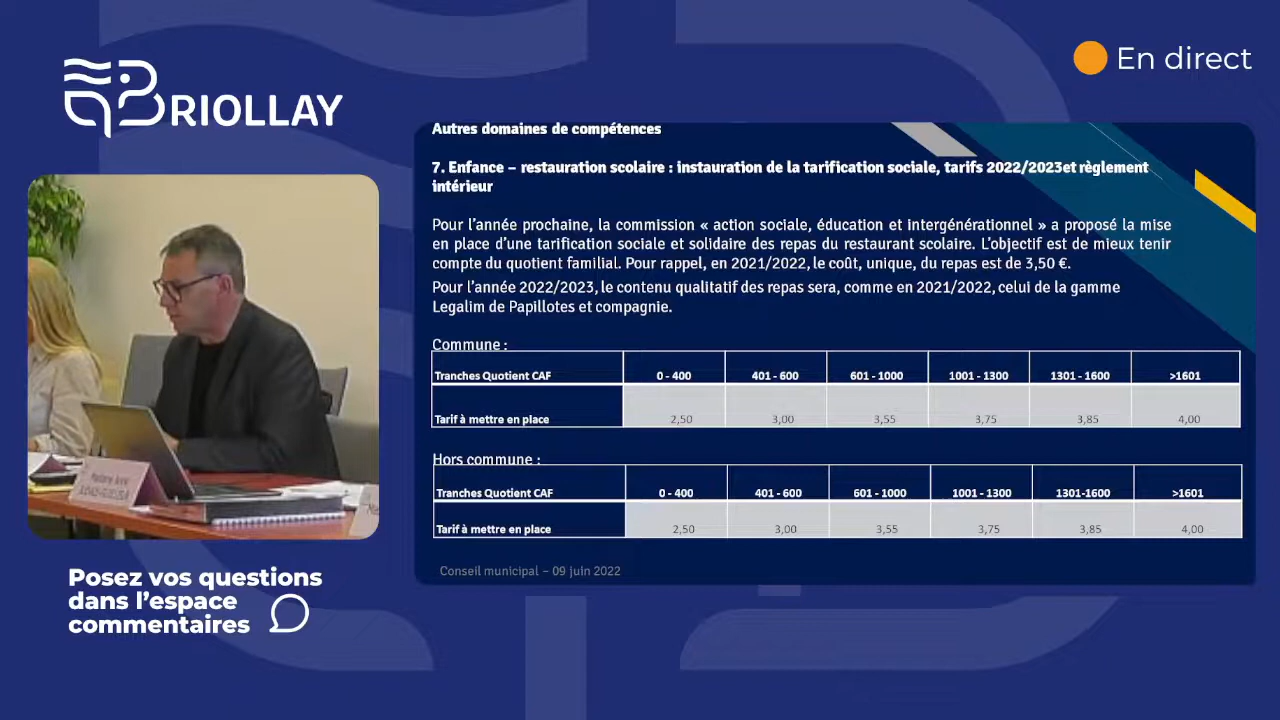 BRIOLLAY
En direct
Autres domaines de compétences
7. Enfance – restauration scolaire : instauration de la tarification sociale, tarifs 2022/2023et règlement
intérieur
Pour l’année prochaine, la commission « action sociale, éducation et intergénérationnel » a proposé la mise
en place d’une tarification sociale et solidaire des repas du restaurant scolaire. L’objectif est de mieux tenir
compte du quotient familial. Pour rappel, en 2021/2022, le coût, unique, du repas est de 3,50 €.
Pour l’année 2022/2023, le contenu qualitatif des repas sera, comme en 2021/2022, celui de la gamme
Legalim de Papillotes et compagnie.
Commune :
Tranches Quotient CAF 0 - 400 401 - 600 601 - 1000 1001 - 1300 1301 - 1600 >1601
Tarif à mettre en place 2,50 3,00 3,55 3,75 3,85 4,00
Hors commune :
Tranches Quotient CAF 0 - 400 401 - 600 601 - 1000 1001 - 1300 1301-1600 >1601
Tarif à mettre en place 2,50 3,00 3,55 3,75 3,85 4,00
Conseil municipal – 09 juin 2022
Posez vos questions
dans l’espace
commentaires